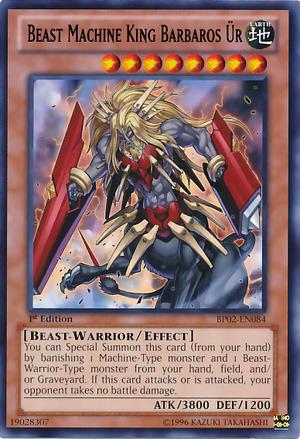 Beast Machine King Barbaros Ür
EARTH
地
1st Edition
BP02-EN084
[Beast-Warrior/Effect]
You can Special Summon this card (from your hand)
by banishing 1 Machine-Type monster and 1 Beast-
Warrior-Type monster from your hand, field, and/
or Graveyard. If this card attacks or is attacked, your
opponent takes no battle damage.
ATK/3800 DEF/1200
19028307
©1996 KAZUKI TAKAHASHI